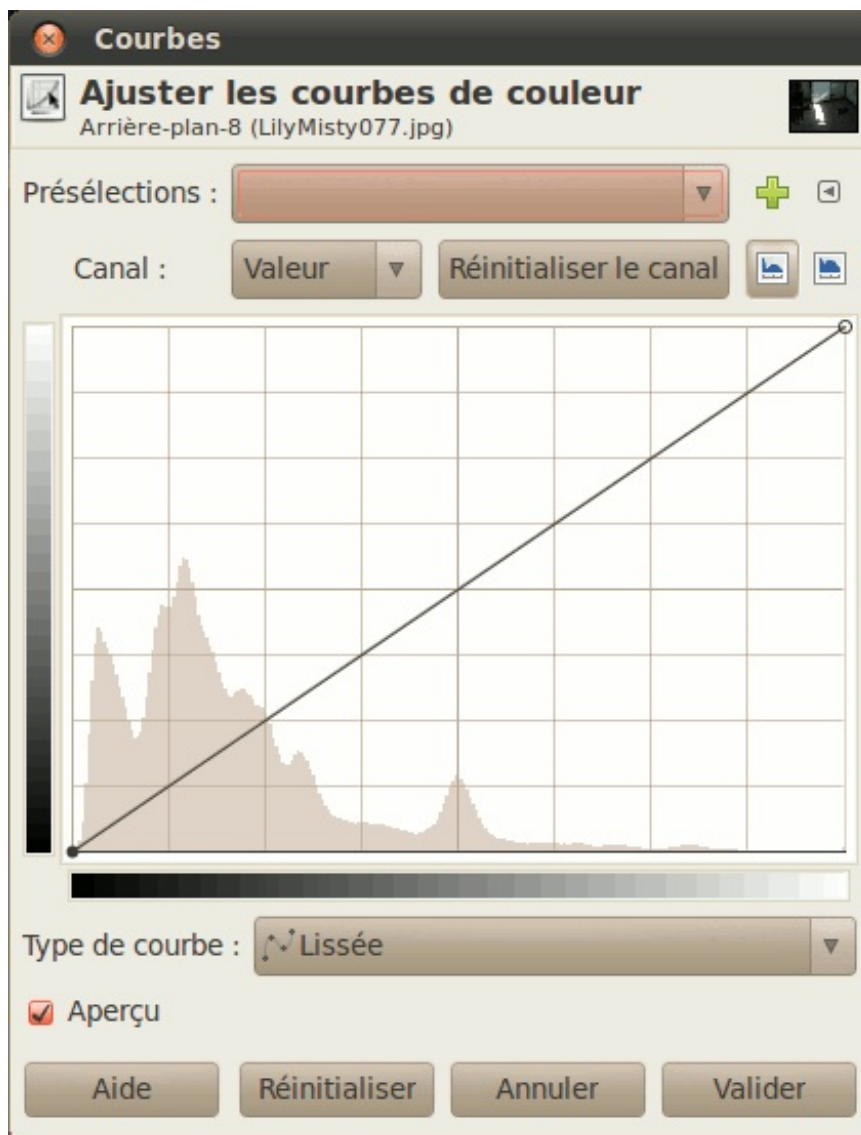 Courbes
Ajuster les courbes de couleur
Arrière-plan-8 (LilyMisty077.jpg)
Présélections :
Canal : Valeur Réinitialiser le canal
Type de courbe : Lissée
Aperçu
Aide Réinitialiser Annuler Valider